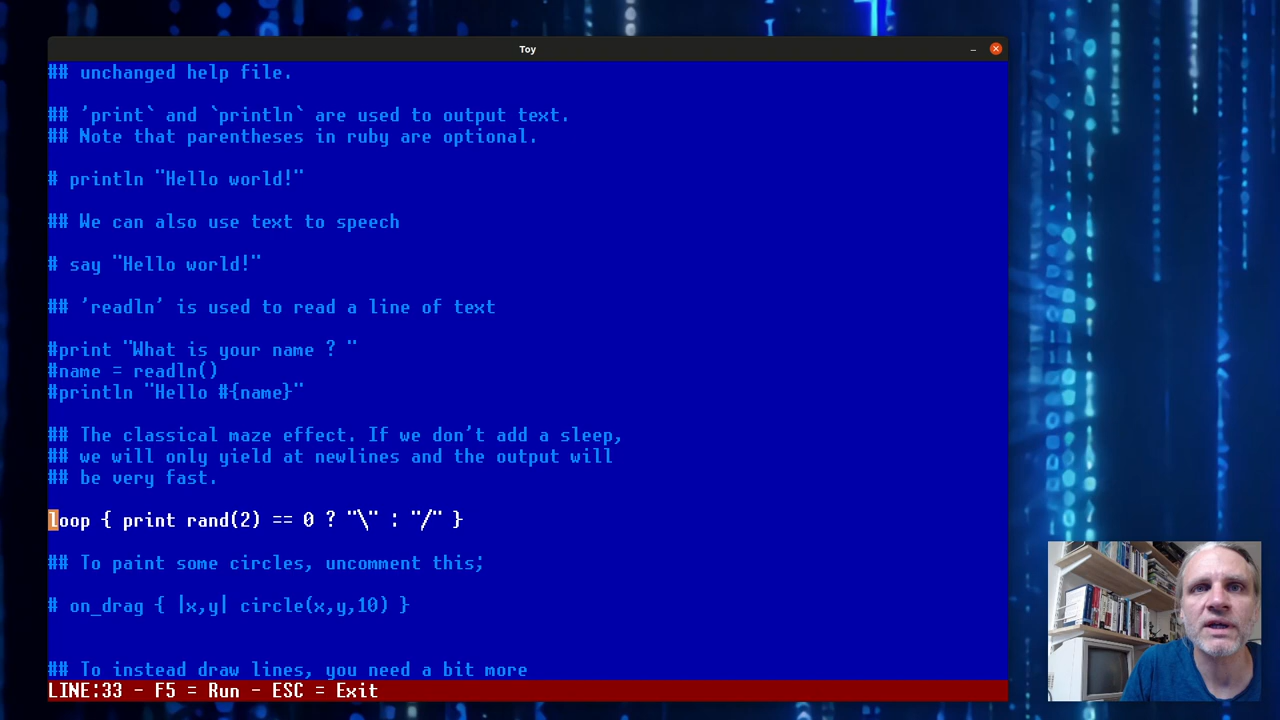 Toy
## unchanged help file.
## ’print` and `println` are used to output text.
## Note that parentheses in ruby are optional.
# println "Hello world!"
## We can also use text to speech
# say "Hello world!"
## ’readln’ is used to read a line of text
#print "What is your name ? "
#name = readln()
#println "Hello #{name}"
## The classical maze effect. If we don’t add a sleep,
## we will only yield at newlines and the output will
## be very fast.
loop { print rand(2) == 0 ? "\" : "/" }
## To paint some circles, uncomment this;
# on_drag { |x,y| circle(x,y,10) }
## To instead draw lines, you need a bit more
LINE:33 - F5 = Run - ESC = Exit